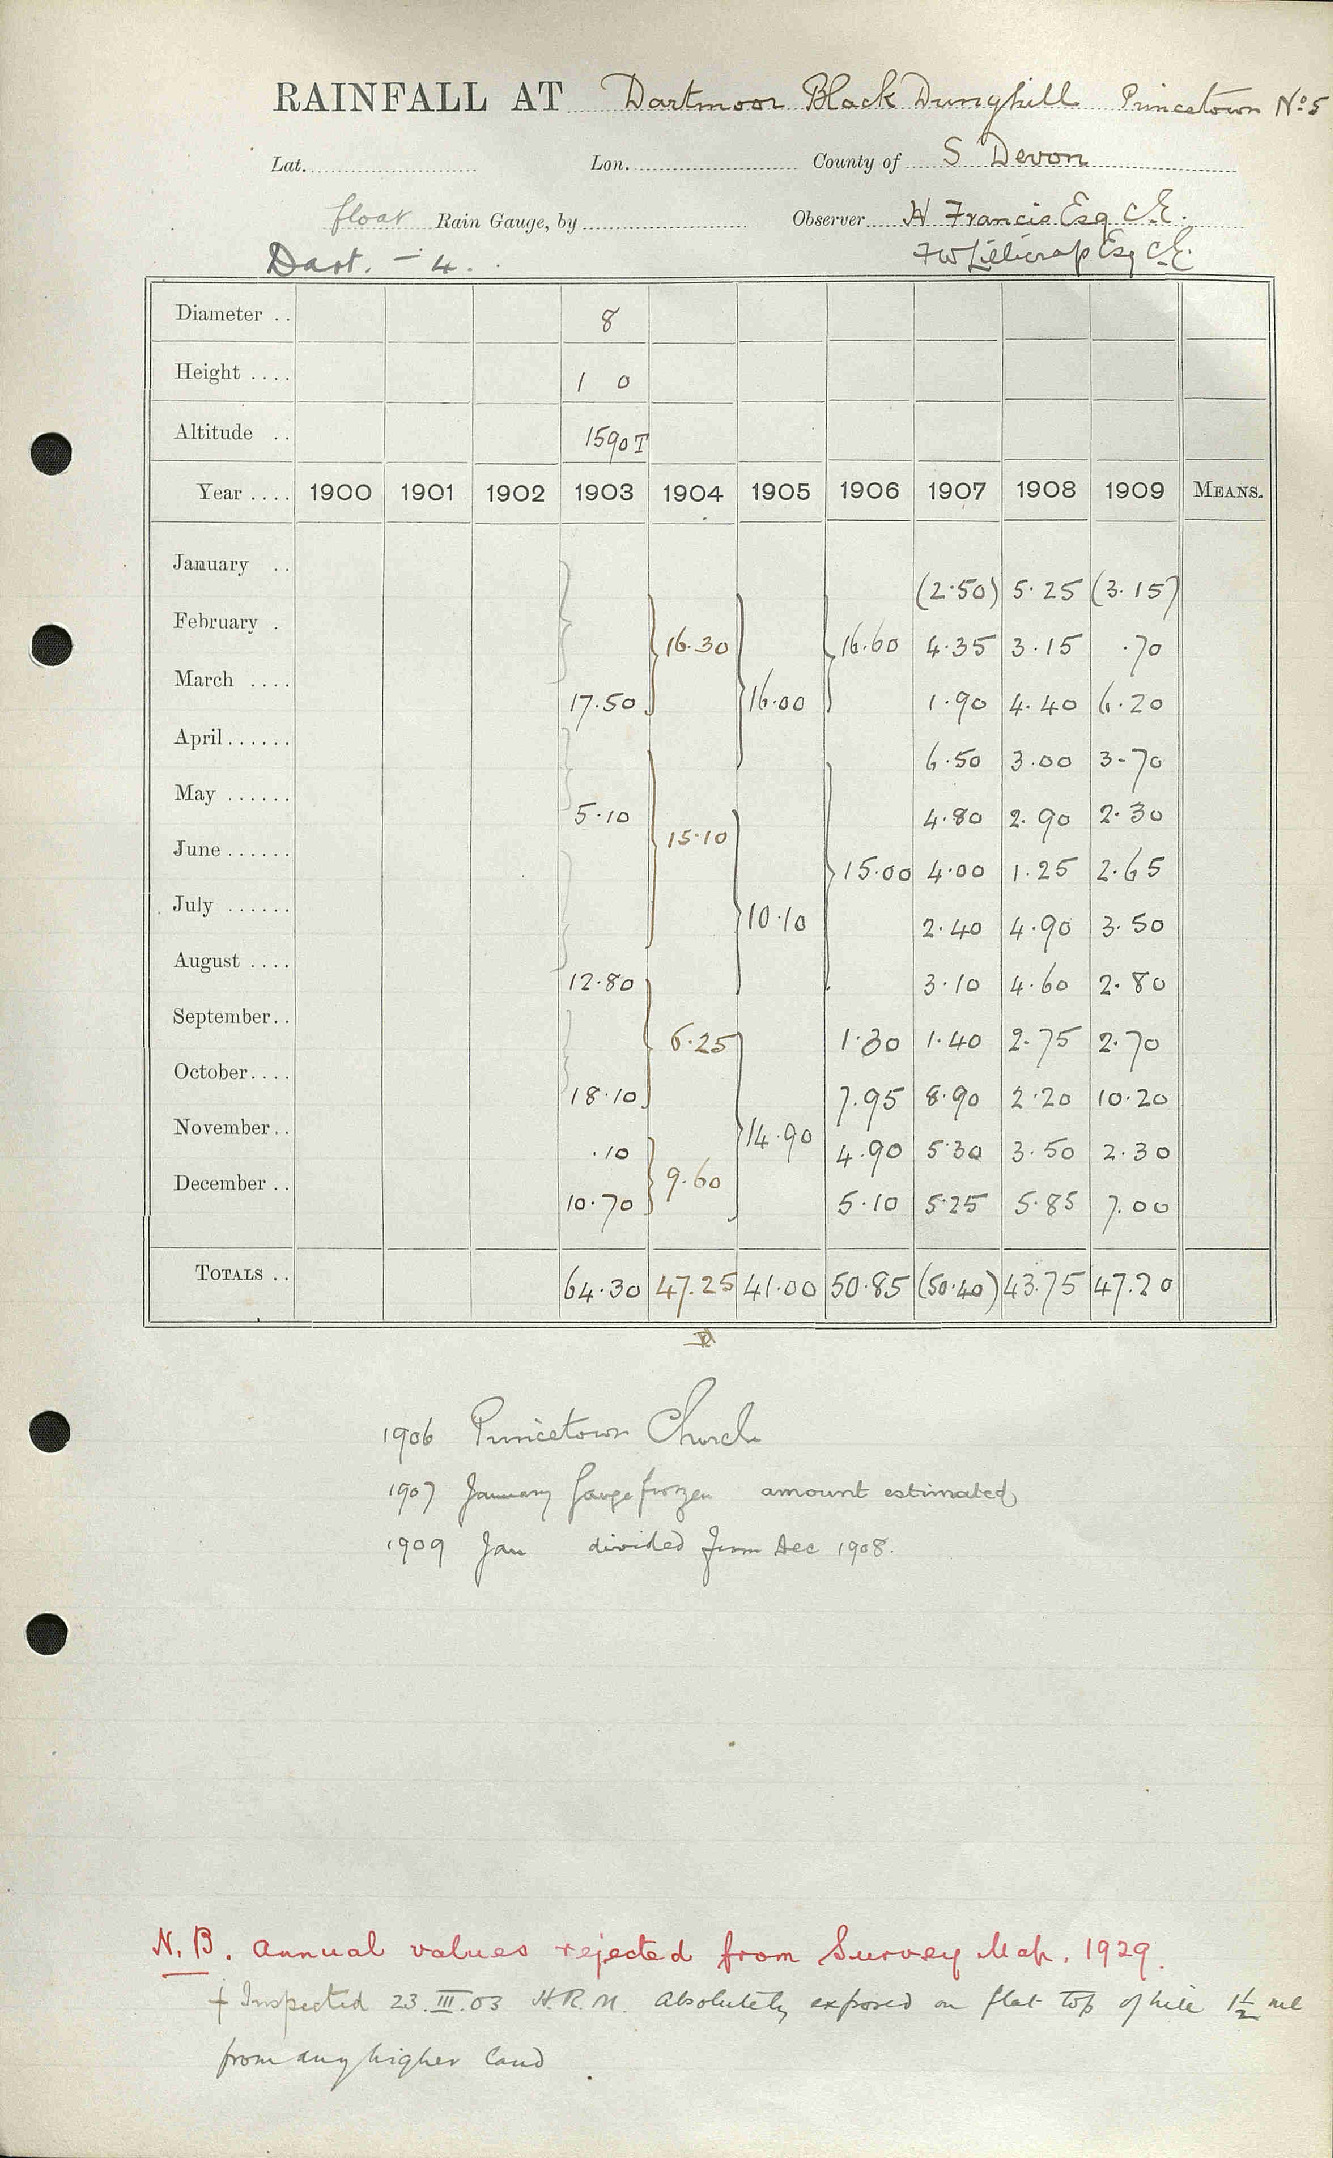 RAINFALL AT Dartmoor Black Dunghill Princetown No 5
Lat. Lon. County of S Devon
float Rain Gauge, by Observer H Francis Esq C.E.
Dart. - 4. F W Lillicrap Esq C.E.
Diameter .. 8
Height .... 1 0
Altitude .. 1590 T
Year .... 1900 1901 1902 1903 1904 1905 1906 1907 1908 1909 MEANS.
January .. (2.50) 5.25 (3.15)
February . 16.30 16.60 4.35 3.15 .70
March .... 17.50 16.00 1.90 4.40 6.20
April...... 6.50 3.00 3.70
May ...... 5.10 15.10 4.80 2.90 2.30
June ...... 15.00 4.00 1.25 2.65
July ...... 10.10 2.40 4.90 3.50
August .... 12.80 3.10 4.60 2.80
September.. 6.25 1.30 1.40 2.75 2.70
October.... 18.10 7.95 8.90 2.20 10.20
November.. .10 14.90 4.90 5.30 3.50 2.30
December .. 10.70 9.60 5.10 5.25 5.85 7.00
TOTALS .. 64.30 47.25 41.00 50.85 (50.40) 43.75 47.20
1906 Princetown Church
1907 January Gauge frozen amount estimated
1909 Jan divided from Dec 1908.
N.B. Annual values rejected from Survey Map. 1929.
† Inspected 23.III.03 H.R.M. Absolutely exposed on flat top of hill 1½ ml
from any higher land